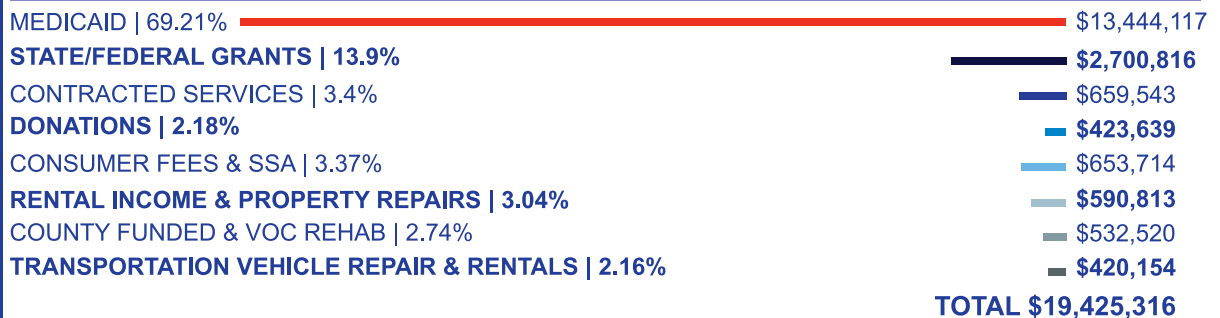 MEDICAID | 69.21% $13,444,117
STATE/FEDERAL GRANTS | 13.9% $2,700,816
CONTRACTED SERVICES | 3.4% $659,543
DONATIONS | 2.18% $423,639
CONSUMER FEES & SSA | 3.37% $653,714
RENTAL INCOME & PROPERTY REPAIRS | 3.04% $590,813
COUNTY FUNDED & VOC REHAB | 2.74% $532,520
TRANSPORTATION VEHICLE REPAIR & RENTALS | 2.16% $420,154
TOTAL $19,425,316